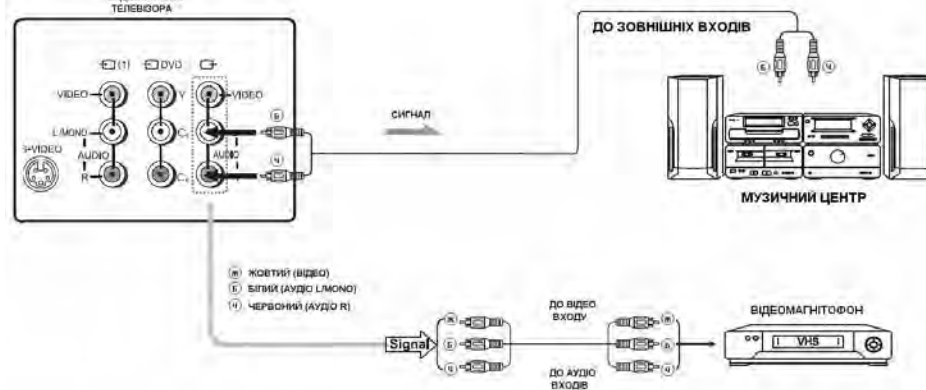 ТЕЛЕВІЗОРА
(1)
DVD
VIDEO
Y
VIDEO
L/MONO
S-VIDEO
AUDIO
AUDIO
R
Б
Ч
СИГНАЛ
ДО ЗОВНІШНІХ ВХОДІВ
Б
Ч
МУЗИЧНИЙ ЦЕНТР
Ж ЖОВТИЙ (ВІДЕО)
Б БІЛИЙ (АУДІО L/MONO)
Ч ЧЕРВОНИЙ (АУДІО R)
Signal
Ж
Б
Ч
ДО ВІДЕО
ВХОДУ
ДО АУДІО
ВХОДІВ
Ж
Б
Ч
ВІДЕОМАГНІТОФОН
VHS